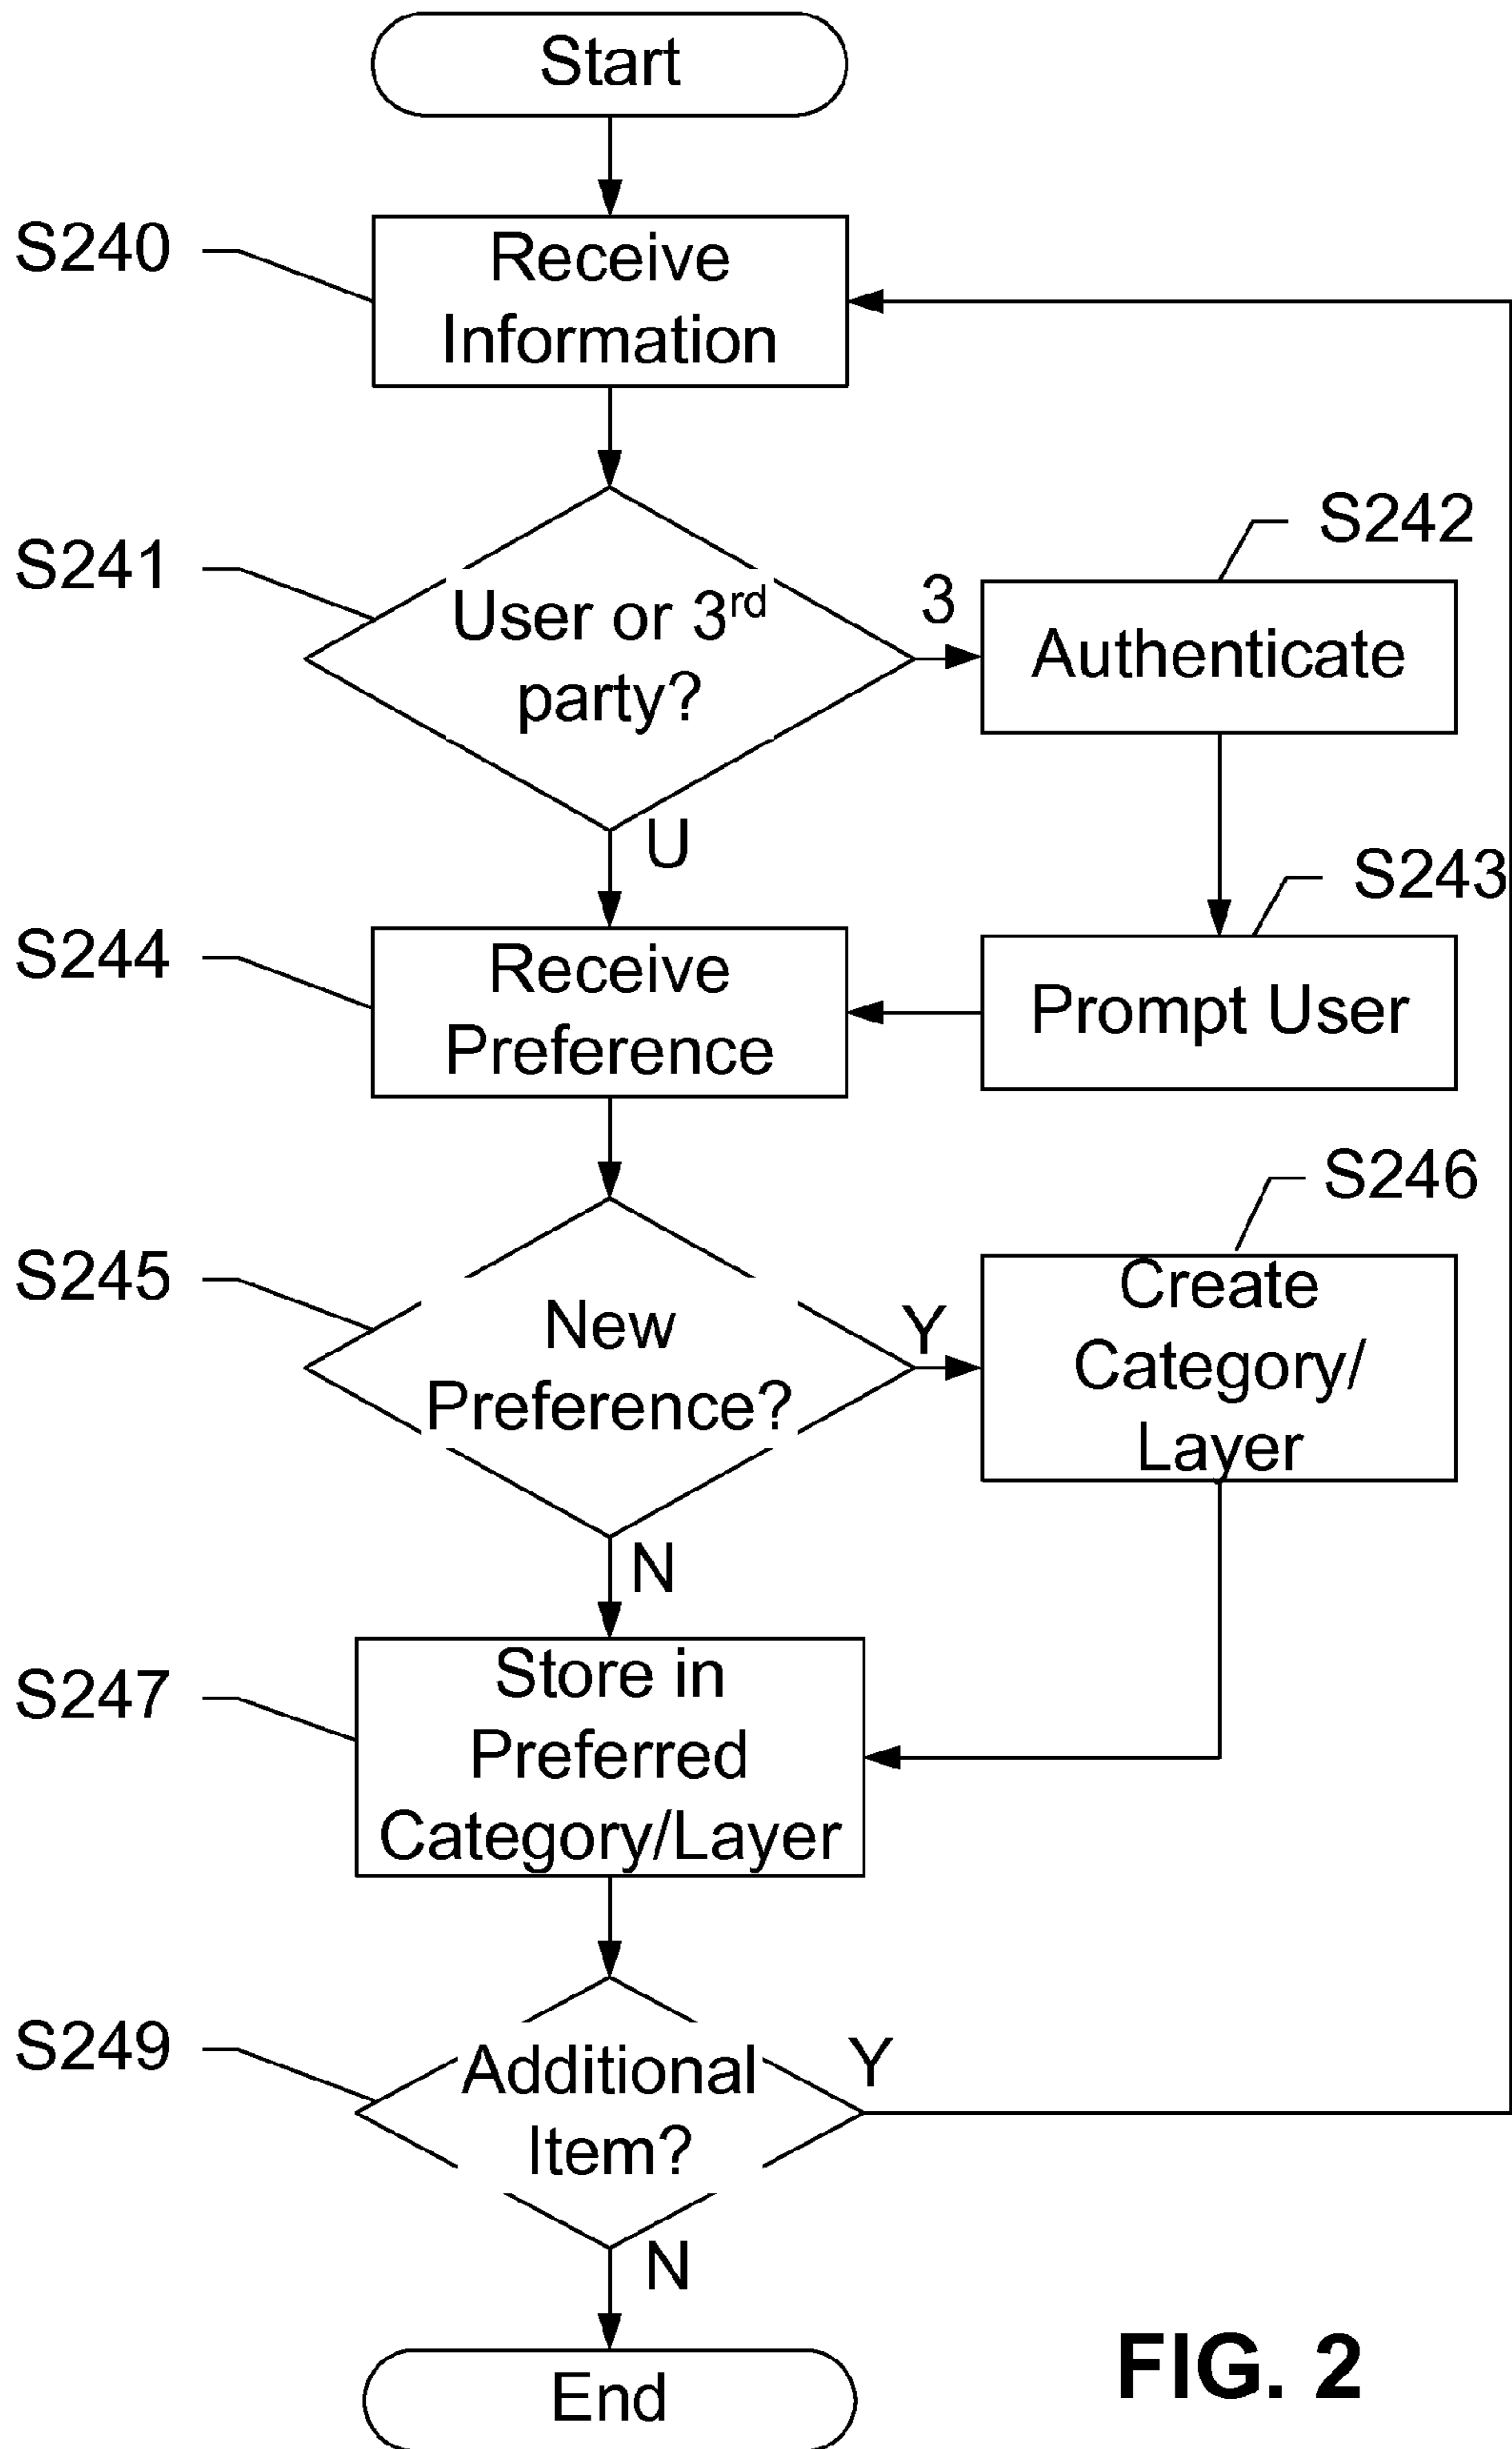 Start
S240
Receive
Information
S241
User or 3rd
party?
3
S242
Authenticate
U
S243
Prompt User
S244
Receive
Preference
S245
New
Preference?
Y
S246
Create
Category/
Layer
N
S247
Store in
Preferred
Category/Layer
S249
Additional
Item?
Y
N
End
FIG. 2